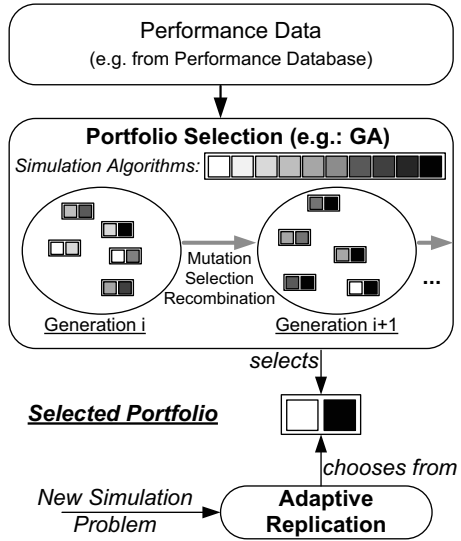 Performance Data
(e.g. from Performance Database)
Portfolio Selection (e.g.: GA)
Simulation Algorithms:
Mutation
Selection
Recombination
...
Generation i
Generation i+1
selects
Selected Portfolio
chooses from
New Simulation
Problem
Adaptive
Replication